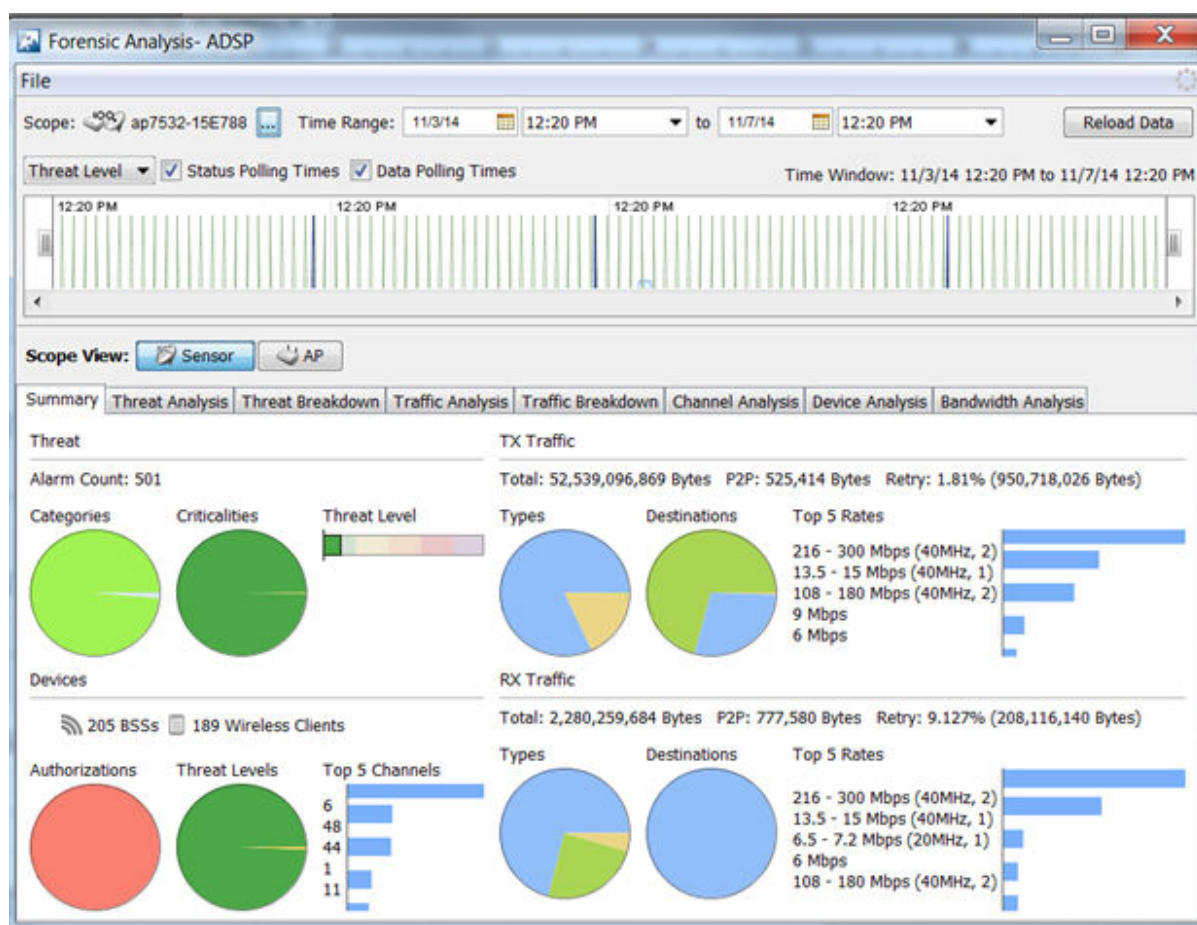 Forensic Analysis- ADSP
File
Scope: ap7532-15E788 ... Time Range: 11/3/14 12:20 PM to 11/7/14 12:20 PM Reload Data
Threat Level Status Polling Times Data Polling Times Time Window: 11/3/14 12:20 PM to 11/7/14 12:20 PM
12:20 PM 12:20 PM 12:20 PM 12:20 PM
Scope View: Sensor AP
Summary Threat Analysis Threat Breakdown Traffic Analysis Traffic Breakdown Channel Analysis Device Analysis Bandwidth Analysis
Threat
Alarm Count: 501
Categories Criticalities Threat Level
TX Traffic
Total: 52,539,096,869 Bytes P2P: 525,414 Bytes Retry: 1.81% (950,718,026 Bytes)
Types Destinations Top 5 Rates
216 - 300 Mbps (40MHz, 2)
13.5 - 15 Mbps (40MHz, 1)
108 - 180 Mbps (40MHz, 2)
9 Mbps
6 Mbps
Devices
205 BSSs 189 Wireless Clients
Authorizations Threat Levels Top 5 Channels
6
48
44
1
11
RX Traffic
Total: 2,280,259,684 Bytes P2P: 777,580 Bytes Retry: 9.127% (208,116,140 Bytes)
Types Destinations Top 5 Rates
216 - 300 Mbps (40MHz, 2)
13.5 - 15 Mbps (40MHz, 1)
6.5 - 7.2 Mbps (20MHz, 1)
6 Mbps
108 - 180 Mbps (40MHz, 2)